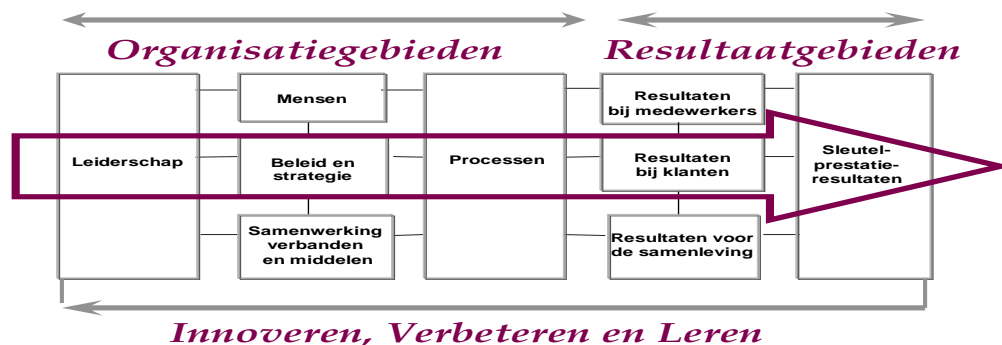 Organisatiegebieden
Resultaatgebieden
Mensen
Resultaten
bij medewerkers
Leiderschap
Beleid en
strategie
Processen
Resultaten
bij klanten
Sleutel-
prestatie-
resultaten
Samenwerking
verbanden
en middelen
Resultaten voor
de samenleving
Innoveren, Verbeteren en Leren